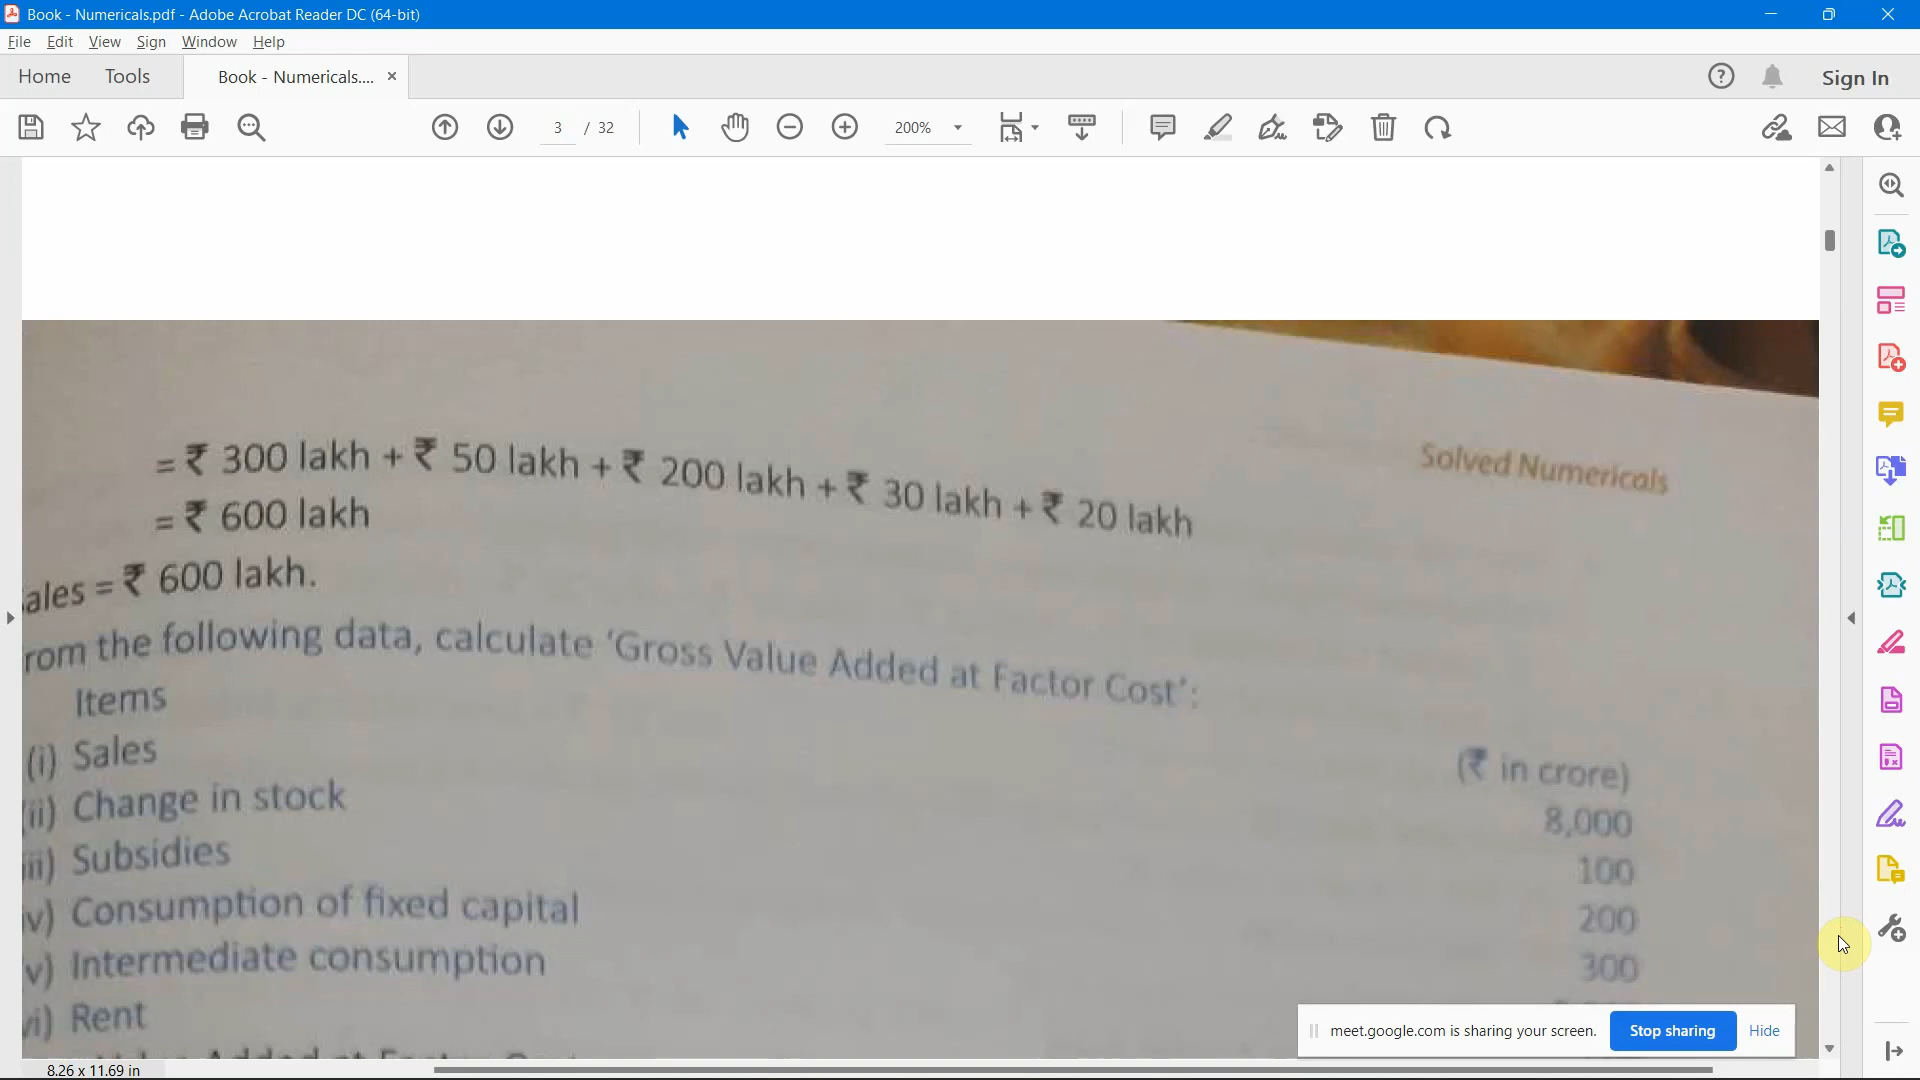 Book - Numericals.pdf - Adobe Acrobat Reader DC (64-bit)
File Edit View Sign Window Help
Home Tools Book - Numericals.... × Sign In
3 / 32 200%
Solved Numericals
= ₹ 300 lakh + ₹ 50 lakh + ₹ 200 lakh + ₹ 30 lakh + ₹ 20 lakh
= ₹ 600 lakh
ales = ₹ 600 lakh.
rom the following data, calculate ‘Gross Value Added at Factor Cost’:
Items (₹ in crore)
(i) Sales 8,000
ii) Change in stock 100
iii) Subsidies 200
v) Consumption of fixed capital 300
v) Intermediate consumption
vi) Rent
meet.google.com is sharing your screen. Stop sharing Hide
8.26 x 11.69 in